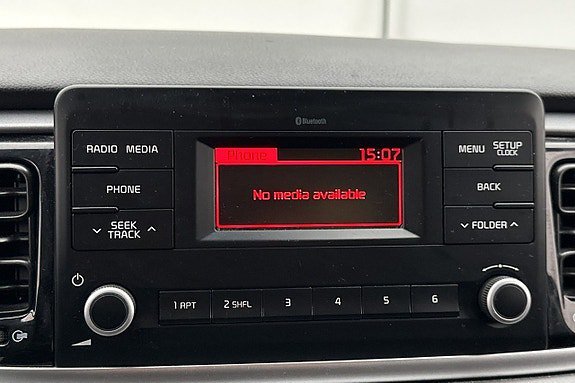 Bluetooth
RADIO MEDIA
PHONE
SEEK
TRACK
Phone 15:07
No media available
MENU SETUP
CLOCK
BACK
FOLDER
1 APT 2 SHFL 3 4 5 6